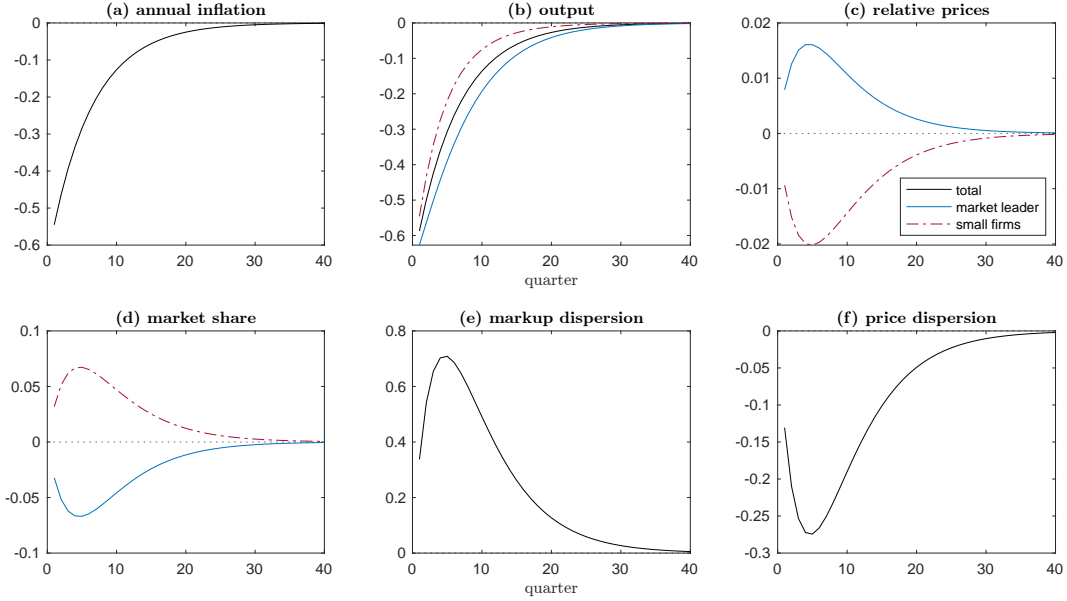 (a) annual inflation
0
-0.1
-0.2
-0.3
-0.4
-0.5
-0.6
0 10 20 30 40
(b) output
0
-0.1
-0.2
-0.3
-0.4
-0.5
-0.6
0 10 20 30 40
quarter
(c) relative prices
0.02
0.01
0
-0.01
-0.02
0 10 20 30 40
total
market leader
small firms
(d) market share
0.1
0.05
0
-0.05
-0.1
0 10 20 30 40
(e) markup dispersion
0.8
0.6
0.4
0.2
0
0 10 20 30 40
quarter
(f) price dispersion
0
-0.05
-0.1
-0.15
-0.2
-0.25
-0.3
0 10 20 30 40